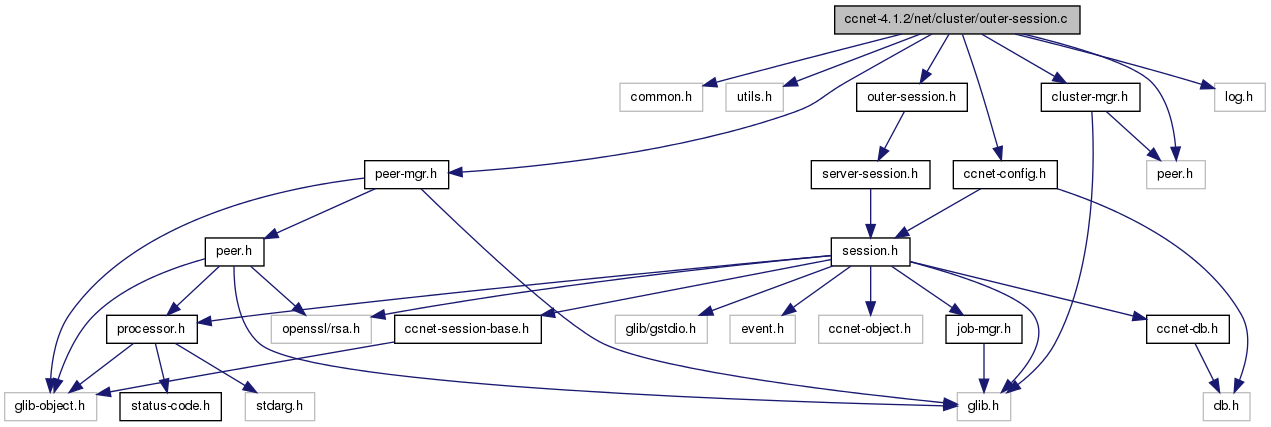 ccnet-4.1.2/net/cluster/outer-session.c
common.h
utils.h
outer-session.h
cluster-mgr.h
log.h
peer-mgr.h
server-session.h
ccnet-config.h
peer.h
peer.h
session.h
processor.h
openssl/rsa.h
ccnet-session-base.h
glib/gstdio.h
event.h
ccnet-object.h
job-mgr.h
ccnet-db.h
glib-object.h
status-code.h
stdarg.h
glib.h
db.h